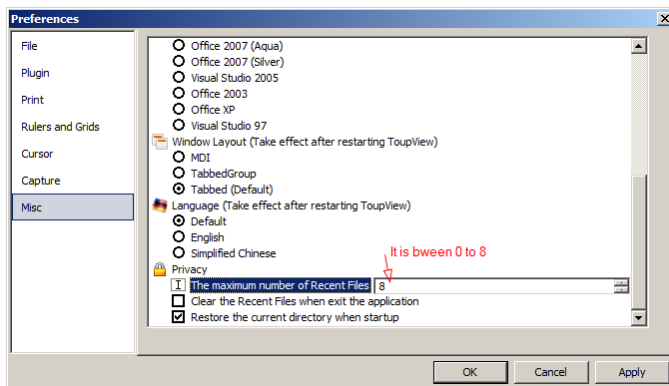 Preferences
File
Plugin
Print
Rulers and Grids
Cursor
Capture
Misc
Office 2007 (Aqua)
Office 2007 (Silver)
Visual Studio 2005
Office 2003
Office XP
Visual Studio 97
Window Layout (Take effect after restarting ToupView)
MDI
TabbedGroup
Tabbed (Default)
Language (Take effect after restarting ToupView)
Default
English
Simplified Chinese
It is bween 0 to 8
Privacy
The maximum number of Recent Files 8
Clear the Recent Files when exit the application
Restore the current directory when startup
OK Cancel Apply